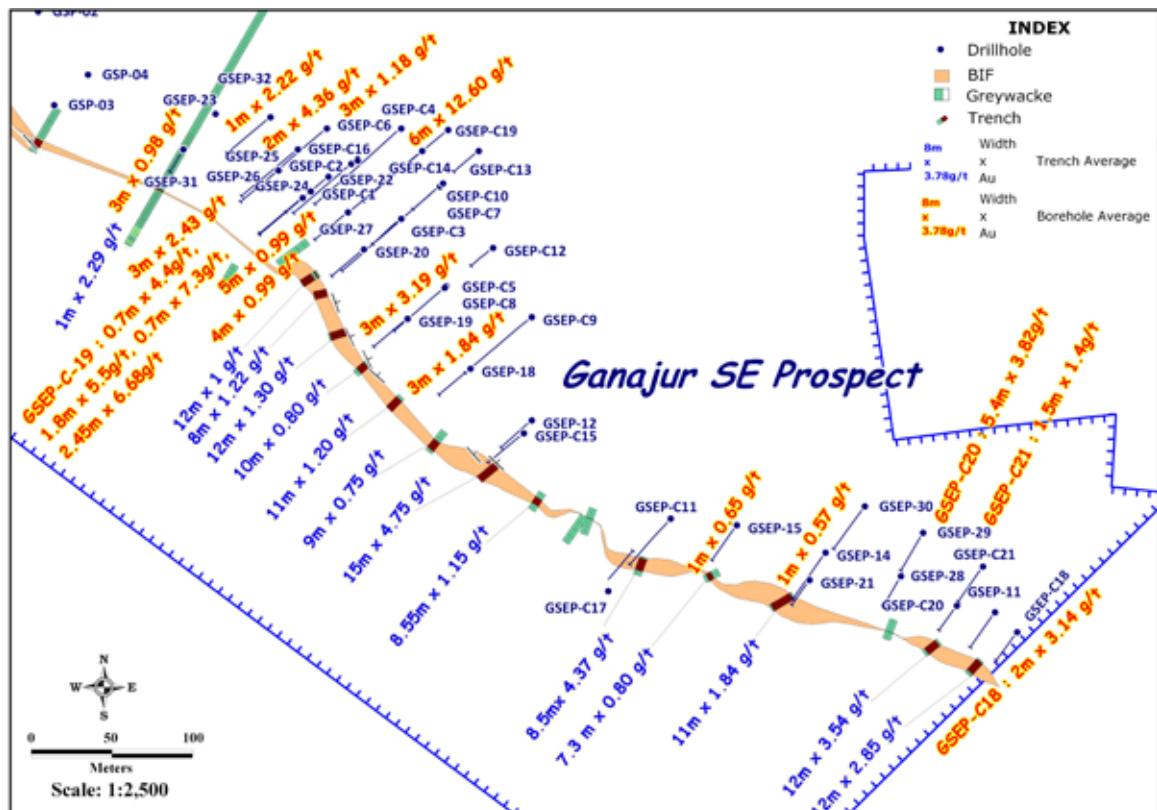 INDEX
Drillhole
BIF
Greywacke
Trench
8m
x
3.78g/t
Width
x
Au
Trench Average
8m
x
3.78g/t
Width
x
Au
Borehole Average
GSP-04
GSP-03
GSEP-32
GSEP-23
GSEP-31
GSEP-25
GSEP-26
GSEP-24
GSEP-C6
GSEP-C4
GSEP-C16
GSEP-C2
GSEP-22
GSEP-C1
GSEP-C19
GSEP-C14
GSEP-C13
GSEP-C10
GSEP-C7
GSEP-C3
GSEP-27
GSEP-20
GSEP-C12
GSEP-C5
GSEP-C8
GSEP-19
GSEP-C9
GSEP-18
GSEP-12
GSEP-C15
GSEP-C11
GSEP-C17
GSEP-15
GSEP-30
GSEP-14
GSEP-21
GSEP-29
GSEP-28
GSEP-C20
GSEP-C21
GSEP-11
GSEP-C18
1m x 2.22 g/t
2m x 4.36 g/t
3m x 1.18 g/t
6m x 12.60 g/t
3m x 0.98 g/t
1m x 2.29 g/t
3m x 2.43 g/t
5m x 0.99 g/t
4m x 0.99 g/t
GSEP-C-19 : 0.7m x 4.4g/t,
1.8m x 5.5g/t, 0.7m x 7.3g/t,
2.45m x 6.68g/t
3m x 3.19 g/t
3m x 1.84 g/t
Ganajur SE Prospect
12m x 1 g/t
8m x 1.22 g/t
12m x 1.30 g/t
10m x 0.80 g/t
11m x 1.20 g/t
9m x 0.75 g/t
15m x 4.75 g/t
8.55m x 1.15 g/t
1m x 0.65 g/t
1m x 0.57 g/t
GSEP-C20 : 5.4m x 3.82g/t
GSEP-C21 : 1.5m x 1.4g/t
GSEP-C18 : 2m x 3.14 g/t
8.5mx 4.37 g/t
7.3 m x 0.80 g/t
11m x 1.84 g/t
12m x 3.54 g/t
12m x 2.85 g/t
N
W E
S
0 50 100
Meters
Scale: 1:2,500